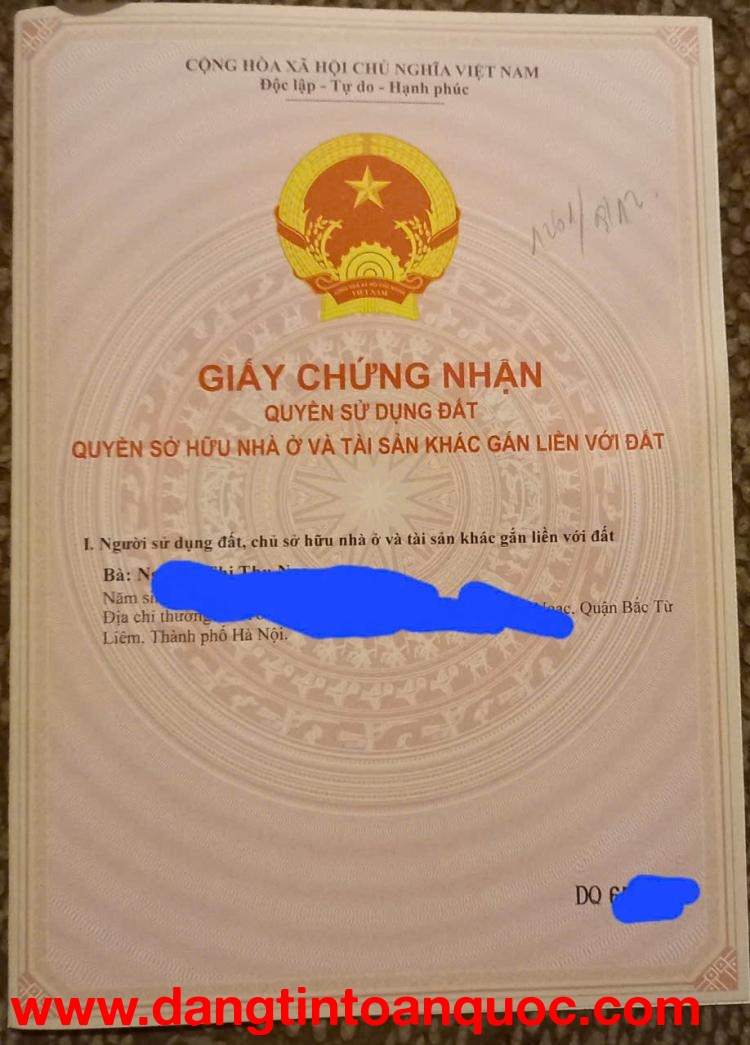 CỘNG HÒA XÃ HỘI CHỦ NGHĨA VIỆT NAM
Độc lập - Tự do - Hạnh phúc
VIỆT NAM
GIẤY CHỨNG NHẬN
QUYỀN SỬ DỤNG ĐẤT
QUYỀN SỞ HỮU NHÀ Ở VÀ TÀI SẢN KHÁC GẮN LIỀN VỚI ĐẤT
I. Người sử dụng đất, chủ sở hữu nhà ở và tài sản khác gắn liền với đất
Bà:
Năm
Địa chỉ thường Quận Bắc Từ
Liêm, Thành phố Hà Nội.
DQ
www.dangtintoanquoc.com